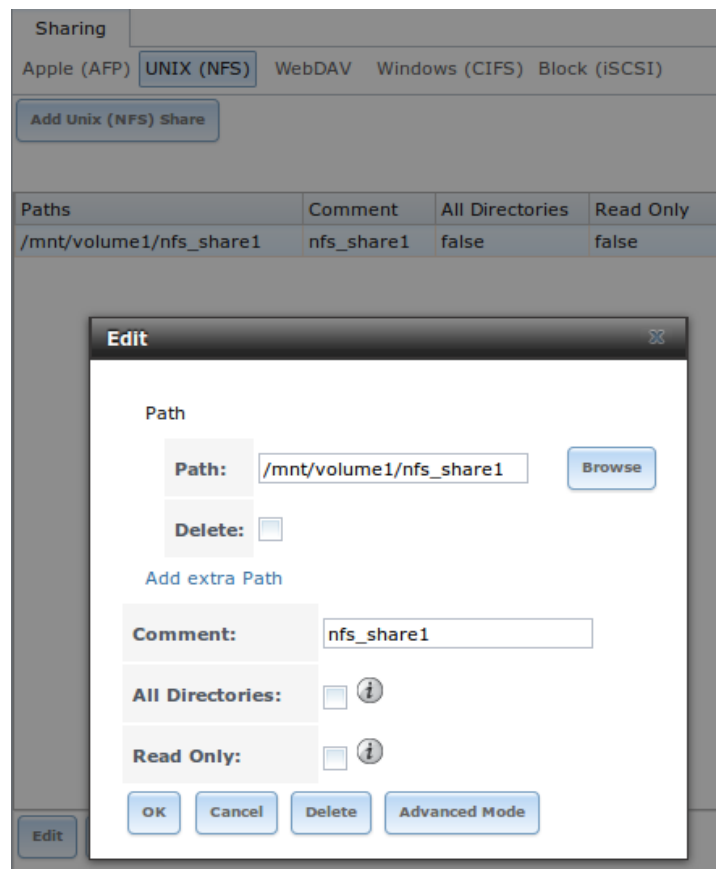 Sharing
Apple (AFP) UNIX (NFS) WebDAV Windows (CIFS) Block (iSCSI)
Add Unix (NFS) Share
Paths Comment All Directories Read Only
/mnt/volume1/nfs_share1 nfs_share1 false false
Edit
Path
Path: /mnt/volume1/nfs_share1 Browse
Delete:
Add extra Path
Comment: nfs_share1
All Directories: i
Read Only: i
OK Cancel Delete Advanced Mode
Edit